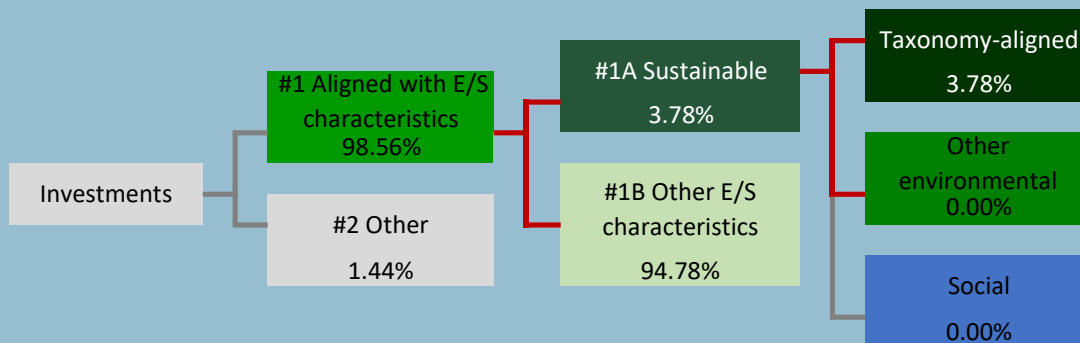 Investments
#1 Aligned with E/S
characteristics
98.56%
#2 Other
1.44%
#1A Sustainable
3.78%
#1B Other E/S
characteristics
94.78%
Taxonomy-aligned
3.78%
Other
environmental
0.00%
Social
0.00%